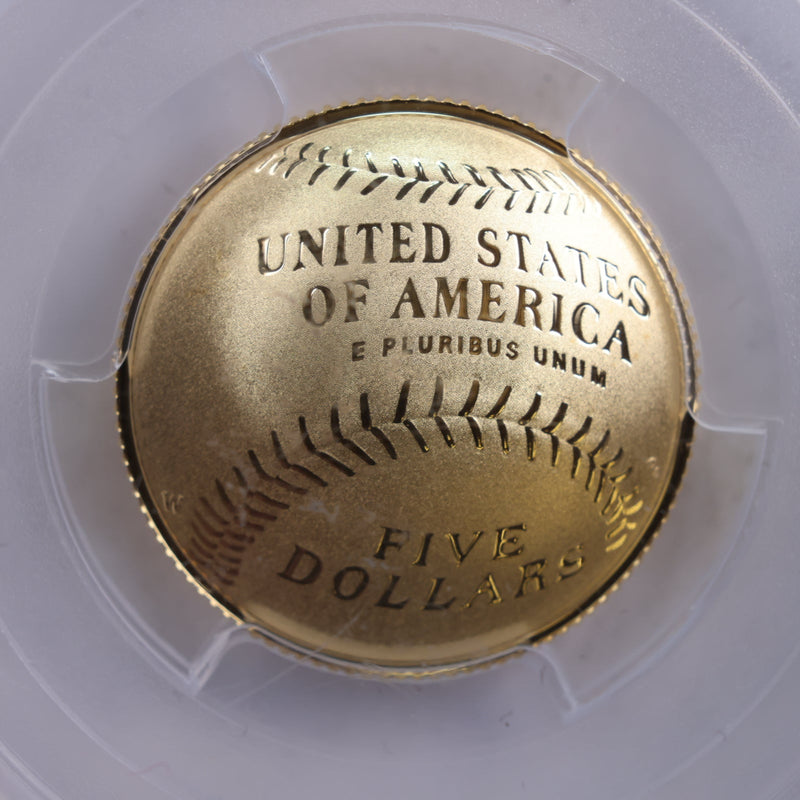 UNITED STATES
OF AMERICA
E PLURIBUS UNUM
W
FIVE
DOLLARS